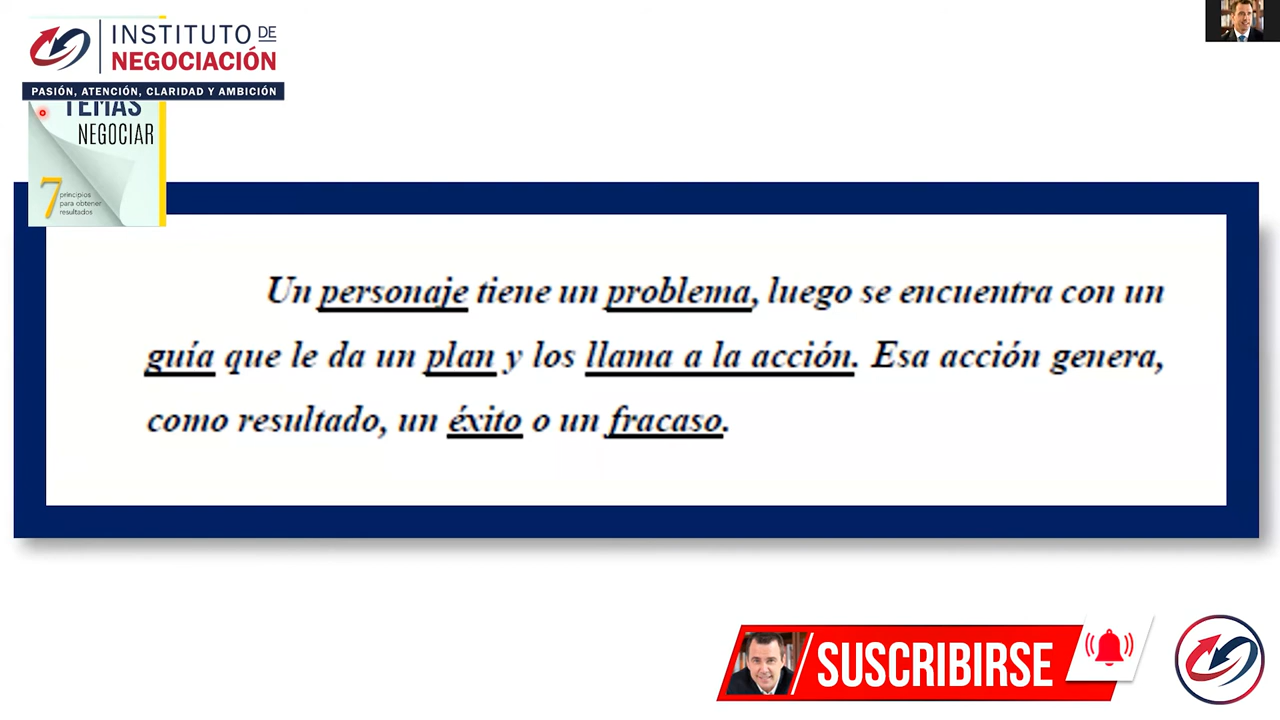 INSTITUTO DE
NEGOCIACIÓN
PASIÓN, ATENCIÓN, CLARIDAD Y AMBICIÓN
TEMAS
NEGOCIAR
7 principios
para obtener
resultados
Un personaje tiene un problema, luego se encuentra con un
guía que le da un plan y los llama a la acción. Esa acción genera,
como resultado, un éxito o un fracaso.
SUSCRIBIRSE